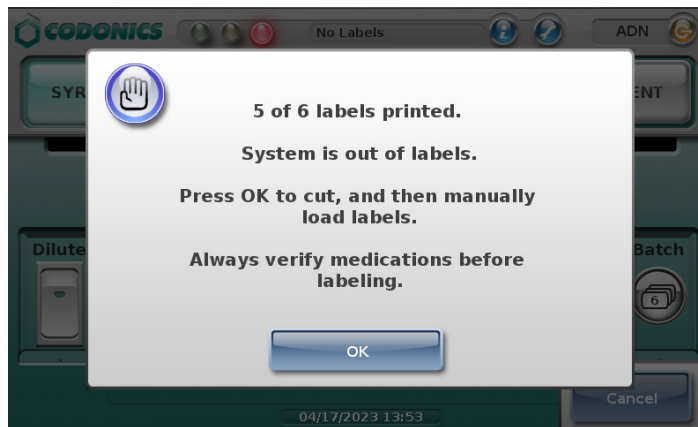 CODONICS
No Labels
ADN
SYR
ENT
5 of 6 labels printed.
System is out of labels.
Press OK to cut, and then manually
load labels.
Always verify medications before
labeling.
Dilute
Batch
6
OK
Cancel
04/17/2023 13:53